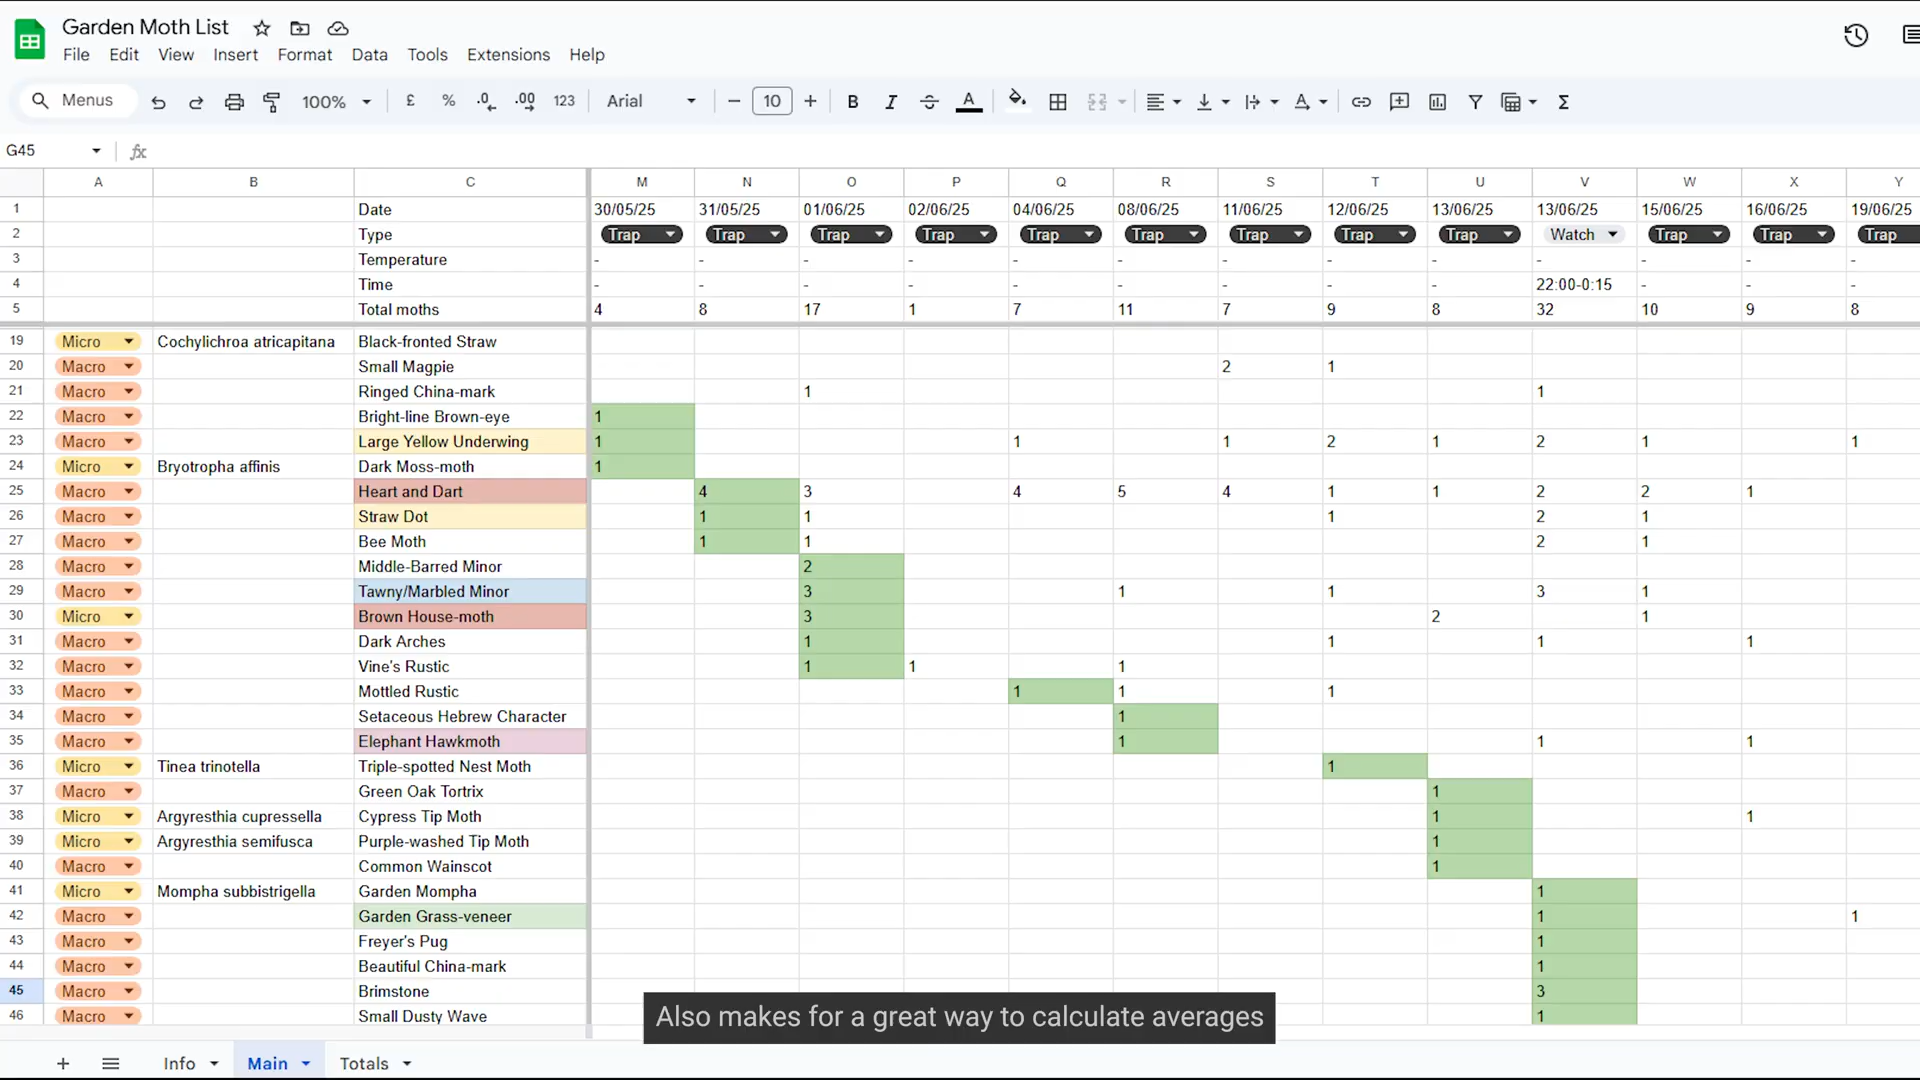 Garden Moth List
File Edit View Insert Format Data Tools Extensions Help
Menus 100% £ % .0 .00 123 Arial 10 B I A Σ
G45 fx
A B C M N O P Q R S T U V W X Y
1 Date 30/05/25 31/05/25 01/06/25 02/06/25 04/06/25 08/06/25 11/06/25 12/06/25 13/06/25 13/06/25 15/06/25 16/06/25 19/06/25
2 Type Trap Trap Trap Trap Trap Trap Trap Trap Trap Watch Trap Trap Trap
3 Temperature - - - - - - - - - - - - -
4 Time - - - - - - - - - 22:00-0:15 - - -
5 Total moths 4 8 17 1 7 11 7 9 8 32 10 9 8
19 Micro Cochylichroa atricapitana Black-fronted Straw
20 Macro Small Magpie 2 1
21 Macro Ringed China-mark 1 1
22 Macro Bright-line Brown-eye 1
23 Macro Large Yellow Underwing 1 1 1 2 1 2 1 1
24 Micro Bryotropha affinis Dark Moss-moth 1
25 Macro Heart and Dart 4 3 4 5 4 1 1 2 2 1
26 Macro Straw Dot 1 1 1 2 1
27 Macro Bee Moth 1 1 2 1
28 Macro Middle-Barred Minor 2
29 Macro Tawny/Marbled Minor 3 1 1 3 1
30 Micro Brown House-moth 3 2 1
31 Macro Dark Arches 1 1 1 1
32 Macro Vine's Rustic 1 1 1
33 Macro Mottled Rustic 1 1 1
34 Macro Setaceous Hebrew Character 1
35 Macro Elephant Hawkmoth 1 1 1
36 Micro Tinea trinotella Triple-spotted Nest Moth 1
37 Macro Green Oak Tortrix 1
38 Micro Argyresthia cupressella Cypress Tip Moth 1 1
39 Micro Argyresthia semifusca Purple-washed Tip Moth 1
40 Macro Common Wainscot 1
41 Micro Mompha subbistrigella Garden Mompha 1
42 Macro Garden Grass-veneer 1 1
43 Macro Freyer's Pug 1
44 Macro Beautiful China-mark 1
45 Macro Brimstone 3
46 Macro Small Dusty Wave 1
Also makes for a great way to calculate averages
+ Info Main Totals